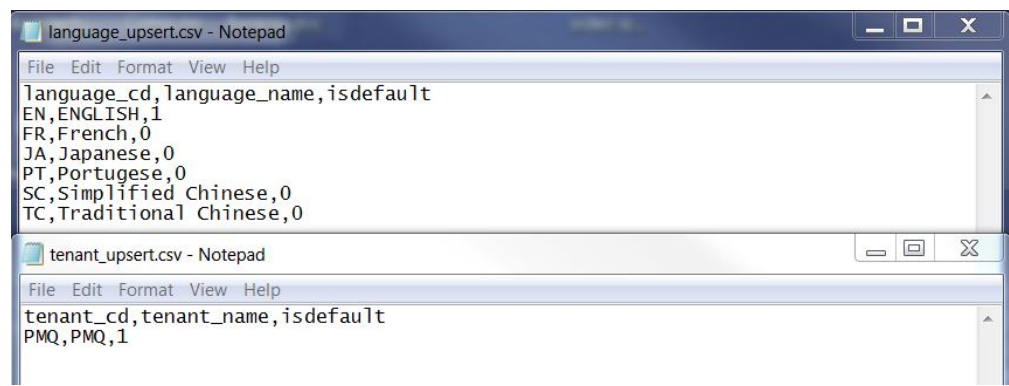 language_upsert.csv - Notepad
File Edit Format View Help
language_cd,language_name,isdefault
EN,ENGLISH,1
FR,French,0
JA,Japanese,0
PT,Portugese,0
SC,Simplified Chinese,0
TC,Traditional Chinese,0
tenant_upsert.csv - Notepad
File Edit Format View Help
tenant_cd,tenant_name,isdefault
PMQ,PMQ,1